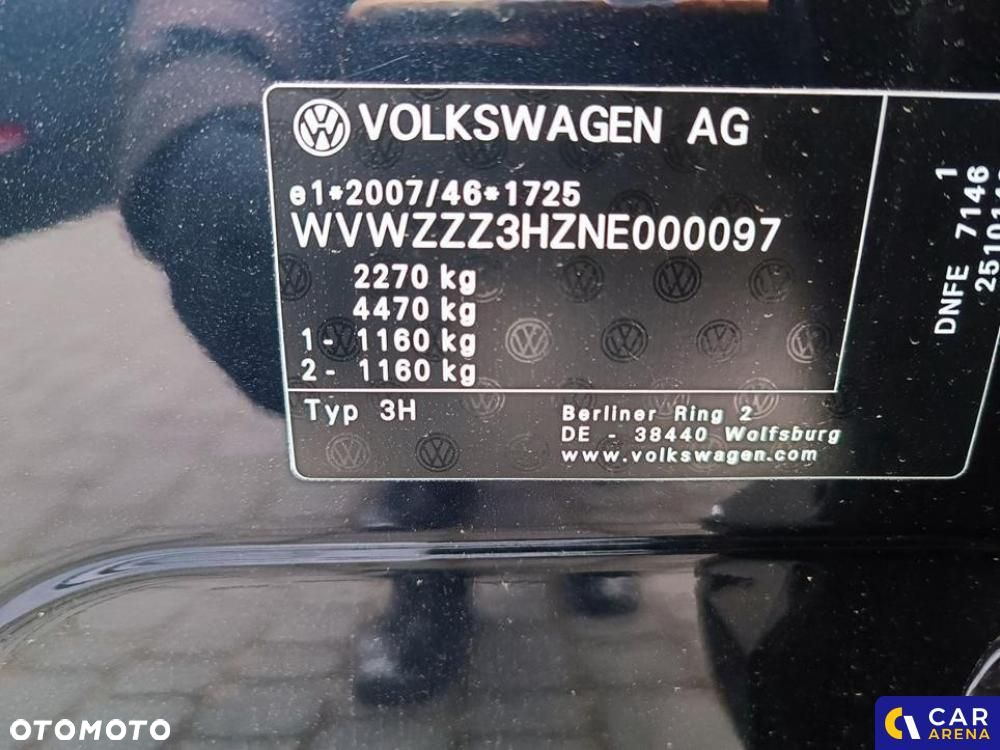 VOLKSWAGEN AG
e1*2007/46*1725
WVWZZZ3HZNE000097
2270 kg
4470 kg
1- 1160 kg
2- 1160 kg
Typ 3H
Berliner Ring 2
DE - 38440 Wolfsburg
www.volkswagen.com
DNFE 7146 1
OTOMOTO
CAR
ARENA